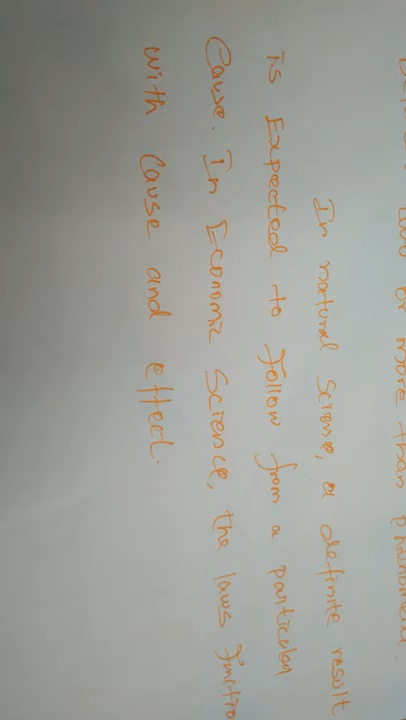 two or more than phenomena.
In natural Science, a definite result
is Expected to follow from a particular
Cause. In Economic Science, the laws functio
with Cause and effect.